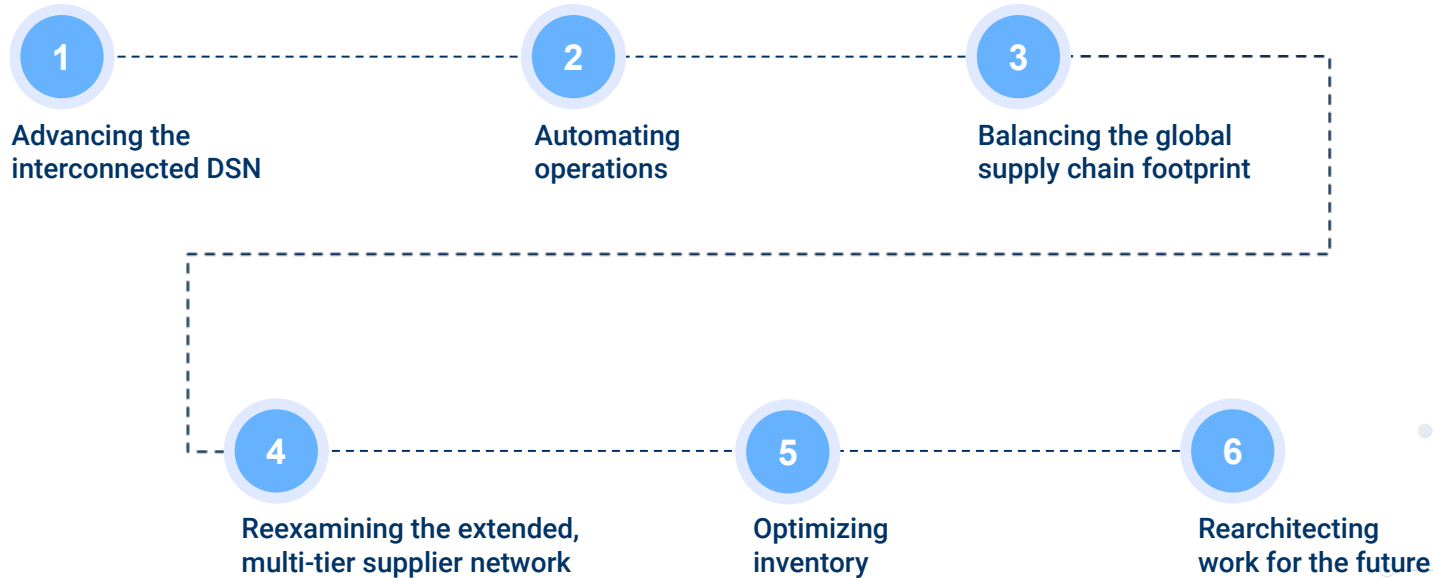 1
2
3
Advancing the
interconnected DSN
Automating
operations
Balancing the global
supply chain footprint
4
5
6
Reexamining the extended,
multi-tier supplier network
Optimizing
inventory
Rearchitecting
work for the future